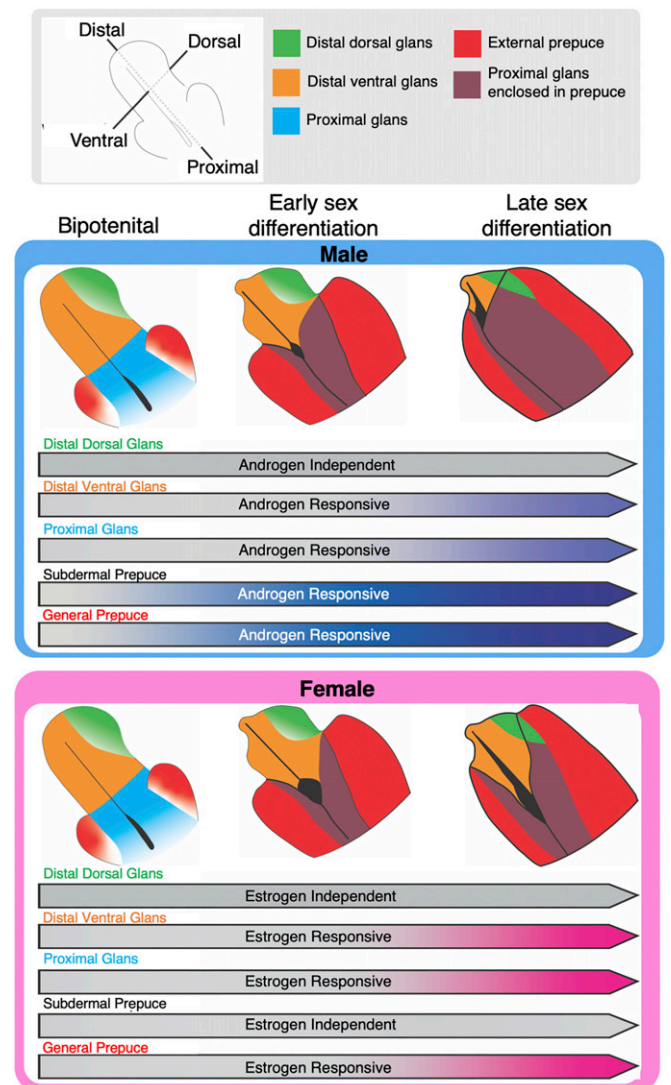 Distal
Dorsal
Ventral
Proximal
Distal dorsal glans
Distal ventral glans
Proximal glans
External prepuce
Proximal glans
enclosed in prepuce
Bipotenital
Early sex
differentiation
Late sex
differentiation
Male
Distal Dorsal Glans
Androgen Independent
Distal Ventral Glans
Androgen Responsive
Proximal Glans
Androgen Responsive
Subdermal Prepuce
Androgen Responsive
General Prepuce
Androgen Responsive
Female
Distal Dorsal Glans
Estrogen Independent
Distal Ventral Glans
Estrogen Responsive
Proximal Glans
Estrogen Responsive
Subdermal Prepuce
Estrogen Independent
General Prepuce
Estrogen Responsive